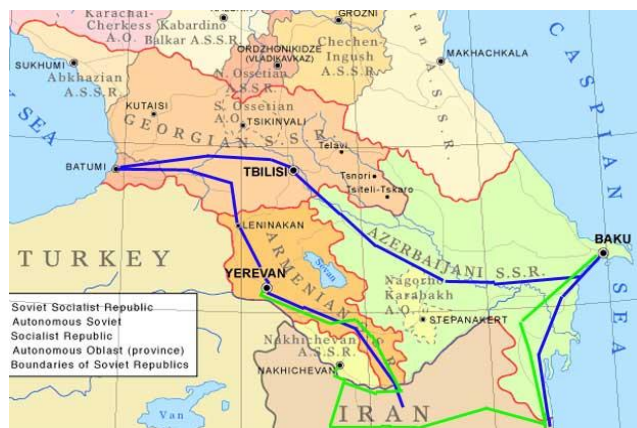 Karachai-
Cherkess
A.O.
Kabardino
Balkar A.S.S.R.
GROZNI
ORDZHONIKIDZE
(VLADIKAVKAZ)
Chechen-
Ingush
A.S.S.R.
MAKHACHKALA
SUKHUMI
Abkhazian
A.S.S.R.
N. Ossetian
A.S.S.R.
CASPIAN
SEA
SEA
KUTAISI
S. Ossetian
A.O.
TSIKINVALI
GEORGIAN S.S.R.
Telavi
BATUMI
TBILISI
Tsnori
Tsiteli-Tskaro
LENINAKAN
TURKEY
ARMENIAN
AZERBAIJANI S.S.R.
BAKU
YEREVAN
Sevan
Nagorno
Karabakh
A.O.
STEPANAKERT
Soviet Socialist Republic
Autonomous Soviet
Socialist Republic
Autonomous Oblast (province)
Boundaries of Soviet Republics
Nakhichevan
A.S.S.R.
NAKHICHEVAN
Van
IRAN